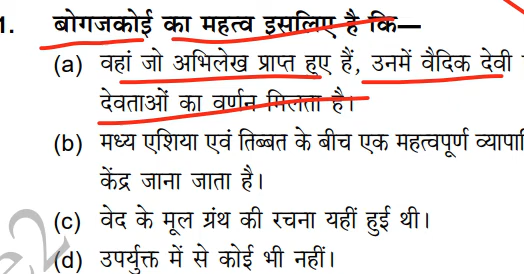 1. बोगजकोई का महत्व इसलिए है कि—
(a) वहां जो अभिलेख प्राप्त हुए हैं, उनमें वैदिक देवी
देवताओं का वर्णन मिलता है।
(b) मध्य एशिया एवं तिब्बत के बीच एक महत्वपूर्ण
केंद्र जाना जाता है।
(c) वेद के मूल ग्रंथ की रचना यहीं हुई थी।
(d) उपर्युक्त में से कोई भी नहीं।